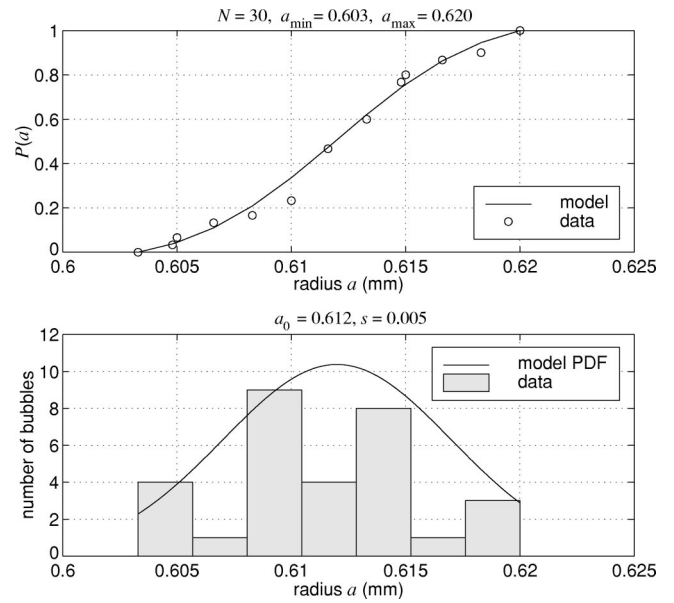 N = 30, a_min = 0.603, a_max = 0.620
1
0.8
0.6
0.4
0.2
0
P(a)
0.6 0.605 0.61 0.615 0.62 0.625
radius a (mm)
model
data
a_0 = 0.612, s = 0.005
12
10
8
6
4
2
0
number of bubbles
0.6 0.605 0.61 0.615 0.62 0.625
radius a (mm)
model PDF
data